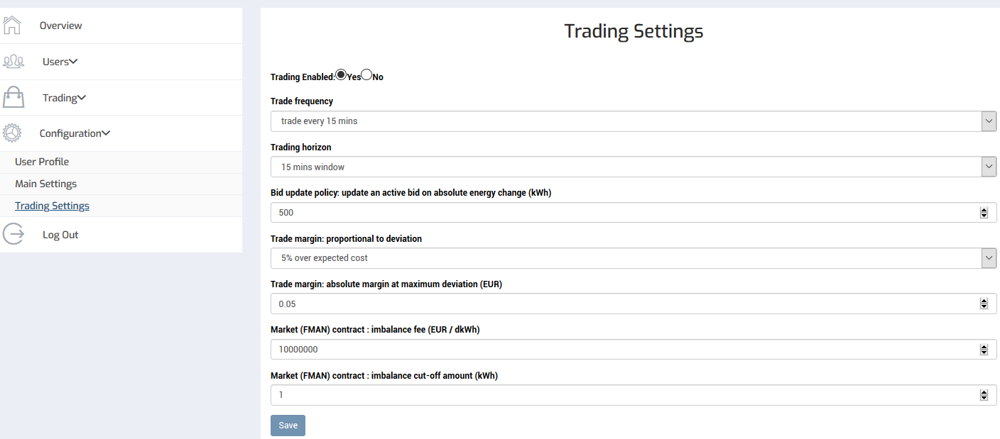 Overview
Users
Trading
Configuration
User Profile
Main Settings
Trading Settings
Log Out
Trading Settings
Trading Enabled: Yes No
Trade frequency
trade every 15 mins
Trading horizon
15 mins window
Bid update policy: update an active bid on absolute energy change (kWh)
500
Trade margin: proportional to deviation
5% over expected cost
Trade margin: absolute margin at maximum deviation (EUR)
0.05
Market (FMAN) contract : imbalance fee (EUR / dkWh)
10000000
Market (FMAN) contract : imbalance cut-off amount (kWh)
1
Save